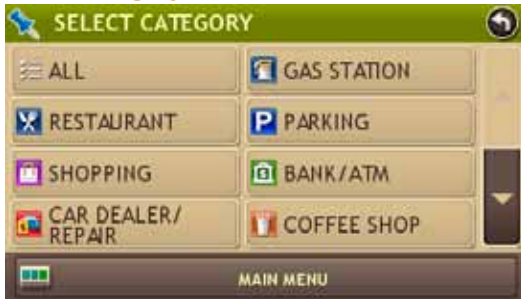 SELECT CATEGORY
ALL
GAS STATION
RESTAURANT
P PARKING
SHOPPING
BANK/ATM
CAR DEALER/
REPAIR
COFFEE SHOP
MAIN MENU